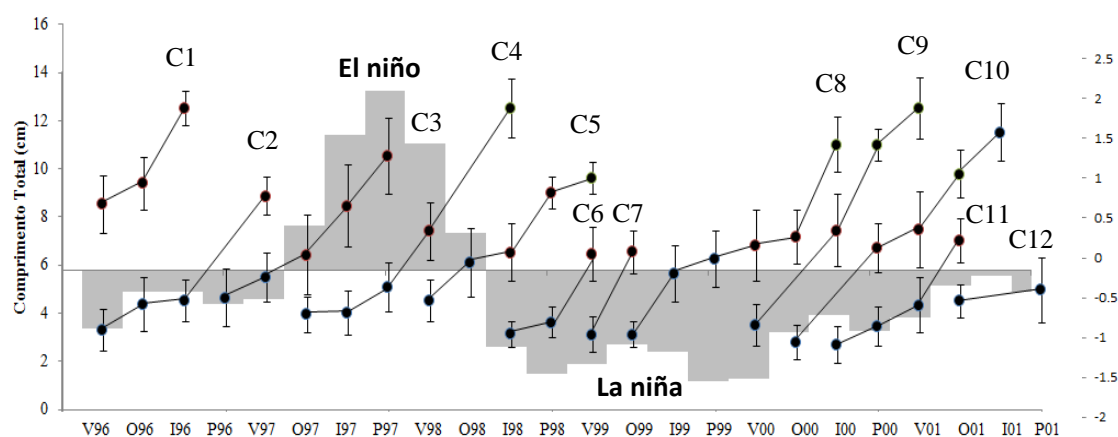 16
14
12
10
8
6
4
2
0
Comprimento Total (cm)
C1
C2
El niño
C3
C4
C5
C6
C7
C8
C9
C10
C11
C12
La niña
2.5
2
1.5
1
0.5
0
-0.5
-1
-1.5
-2
V96 O96 I96 P96 V97 O97 I97 P97 V98 O98 I98 P98 V99 O99 I99 P99 V00 O00 I00 P00 V01 O01 I01 P01